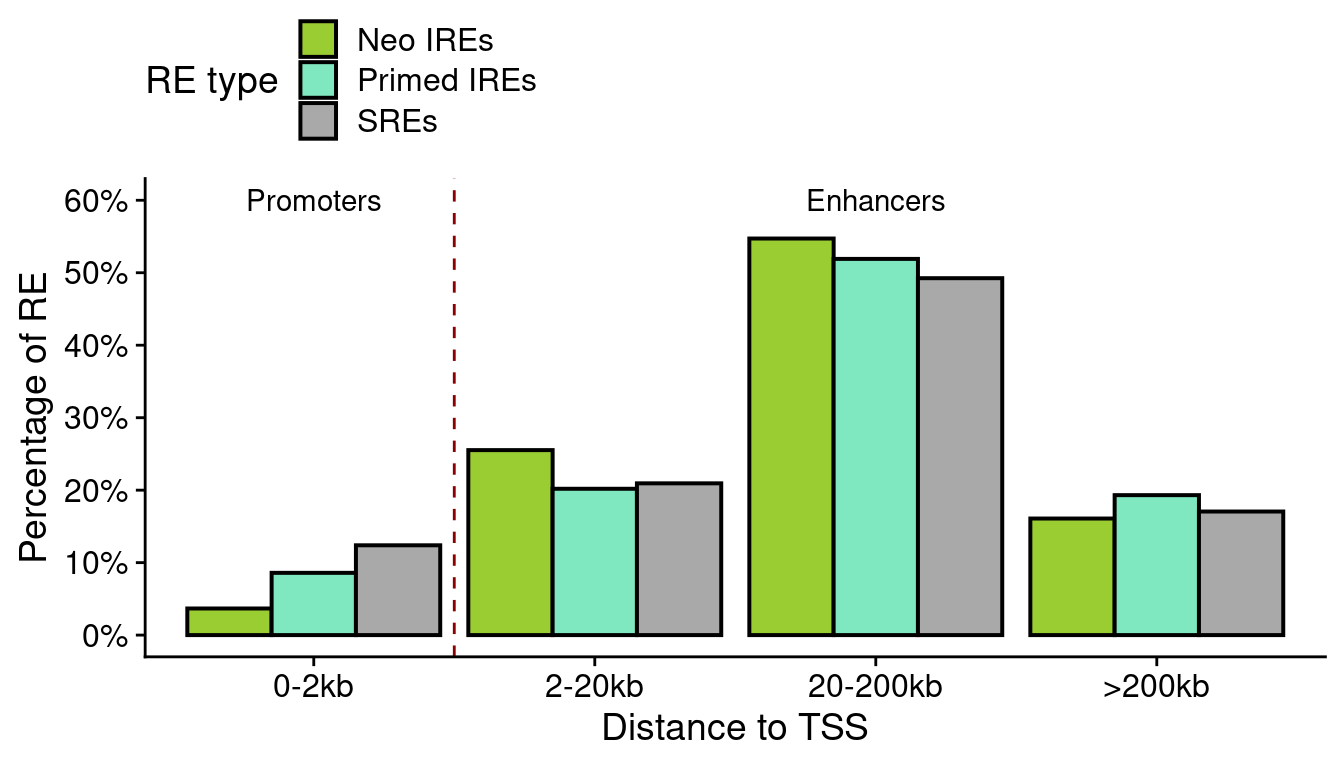 RE type
Neo IREs
Primed IREs
SREs
Promoters
Enhancers
Percentage of RE
60%
50%
40%
30%
20%
10%
0%
0-2kb
2-20kb
20-200kb
>200kb
Distance to TSS